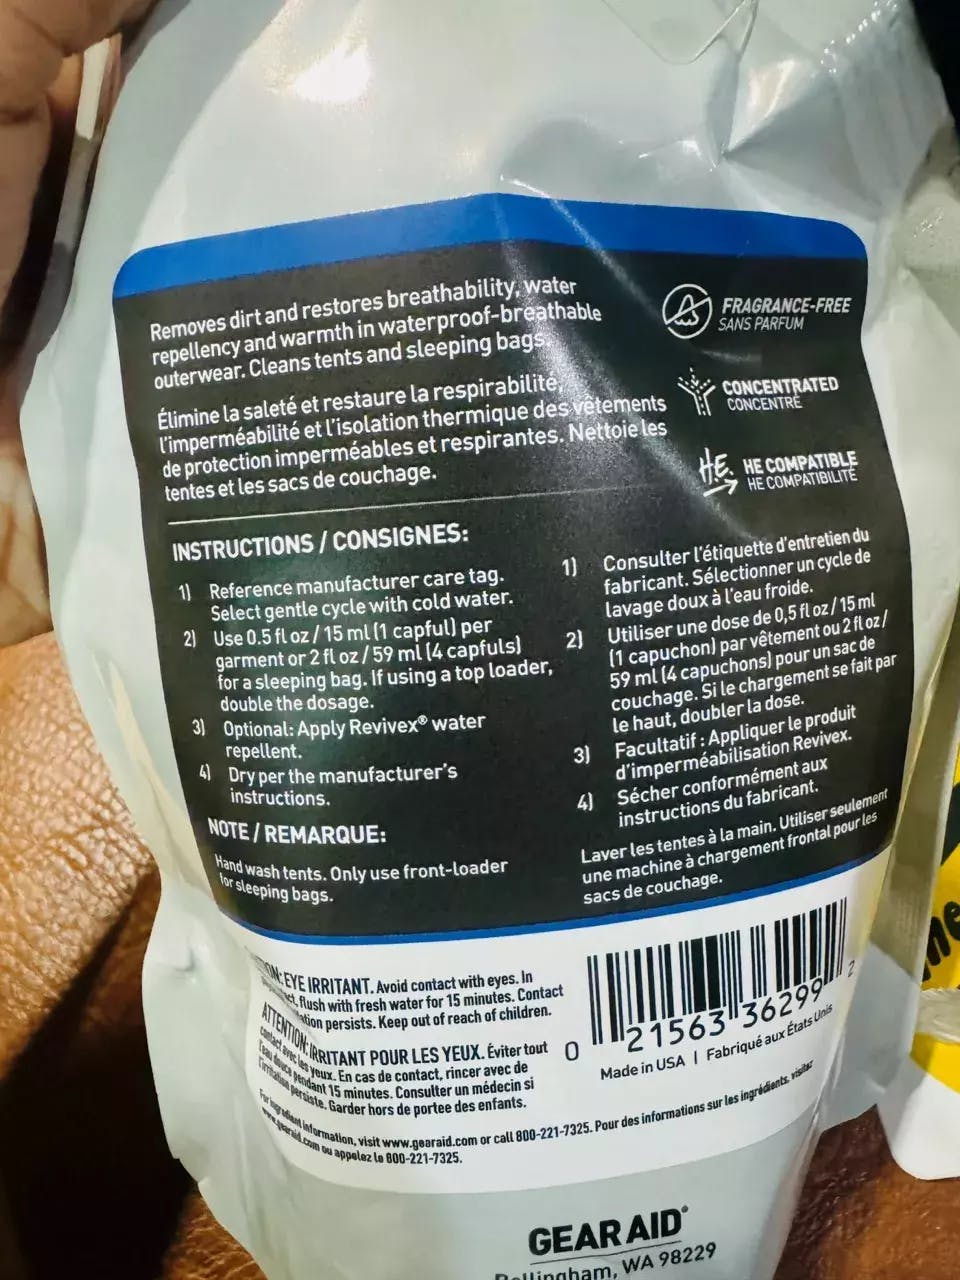 Removes dirt and restores breathability, water
repellency and warmth in waterproof-breathable
outerwear. Cleans tents and sleeping bags.
Élimine la saleté et restaure la respirabilité,
l'imperméabilité et l'isolation thermique des vêtements
de protection imperméables et respirantes. Nettoie les
tentes et les sacs de couchage.
FRAGRANCE-FREE
SANS PARFUM
CONCENTRATED
CONCENTRÉ
H.E.
HE COMPATIBLE
HE COMPATIBILITÉ
INSTRUCTIONS / CONSIGNES:
1) Reference manufacturer care tag.
Select gentle cycle with cold water.
2) Use 0.5 fl oz / 15 ml (1 capful) per
garment or 2 fl oz / 59 ml (4 capfuls)
for a sleeping bag. If using a top loader,
double the dosage.
3) Optional: Apply Revivex® water
repellent.
4) Dry per the manufacturer's
instructions.
NOTE / REMARQUE:
Hand wash tents. Only use front-loader
for sleeping bags.
1) Consulter l'étiquette d'entretien du
fabricant. Sélectionner un cycle de
lavage doux à l'eau froide.
2) Utiliser une dose de 0,5 fl oz / 15 ml
(1 capuchon) par vêtement ou 2 fl oz /
59 ml (4 capuchons) pour un sac de
couchage. Si le chargement se fait par
le haut, doubler la dose.
3) Facultatif : Appliquer le produit
d'imperméabilisation Revivex.
4) Sécher conformément aux
instructions du fabricant.
Laver les tentes à la main. Utiliser seulement
une machine à chargement frontal pour les
sacs de couchage.
EYE IRRITANT. Avoid contact with eyes. In
flush with fresh water for 15 minutes. Contact
persists. Keep out of reach of children.
ATTENTION: IRRITANT POUR LES YEUX. Éviter tout
contact avec les yeux. En cas de contact, rincer avec de
l'eau douce pendant 15 minutes. Consulter un médecin si
l'irritation persiste. Garder hors de portee des enfants.
0 21563 36299 2
Made in USA | Fabriqué aux États Unis
For ingredient information, visit www.gearaid.com or call 800-221-7325. Pour des informations sur les ingrédients, visitez
www.gearaid.com ou appelez le 800-221-7325.
GEAR AID®
Bellingham, WA 98229